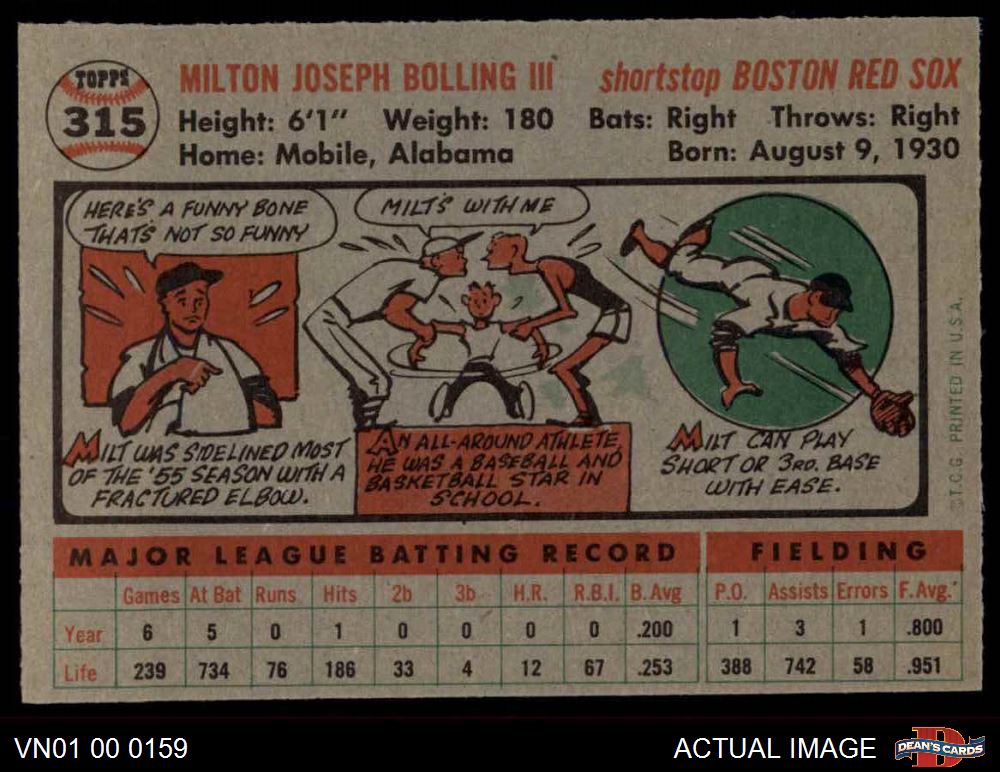 TOPPS
315
MILTON JOSEPH BOLLING III shortstop BOSTON RED SOX
Height: 6'1" Weight: 180 Bats: Right Throws: Right
Home: Mobile, Alabama Born: August 9, 1930
HERE'S A FUNNY BONE
THAT'S NOT SO FUNNY
MILT WAS SIDELINED MOST
OF THE '55 SEASON WITH A
FRACTURED ELBOW.
MILT'S WITH ME
AN ALL-AROUND ATHLETE,
HE WAS A BASEBALL AND
BASKETBALL STAR IN
SCHOOL.
MILT CAN PLAY
SHORT OR 3RD. BASE
WITH EASE.
©T.C.G. PRINTED IN U.S.A.
MAJOR LEAGUE BATTING RECORD FIELDING
Games At Bat Runs Hits 2b 3b H.R. R.B.I. B. Avg P.O. Assists Errors F. Avg.
Year 6 5 0 1 0 0 0 0 .200 1 3 1 .800
Life 239 734 76 186 33 4 12 67 .253 388 742 58 .951
VN01 00 0159 ACTUAL IMAGE DEAN'S CARDS